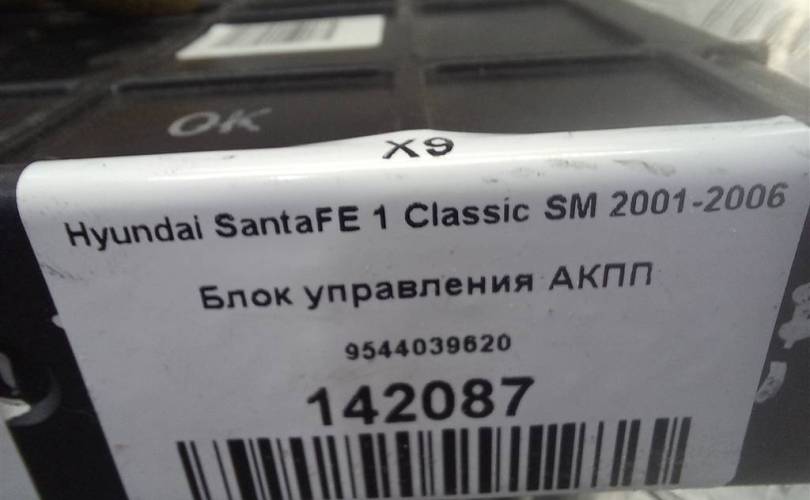 OK
X9
Hyundai SantaFE 1 Classic SM 2001-2006
Блок управления АКПП
9544039620
142087